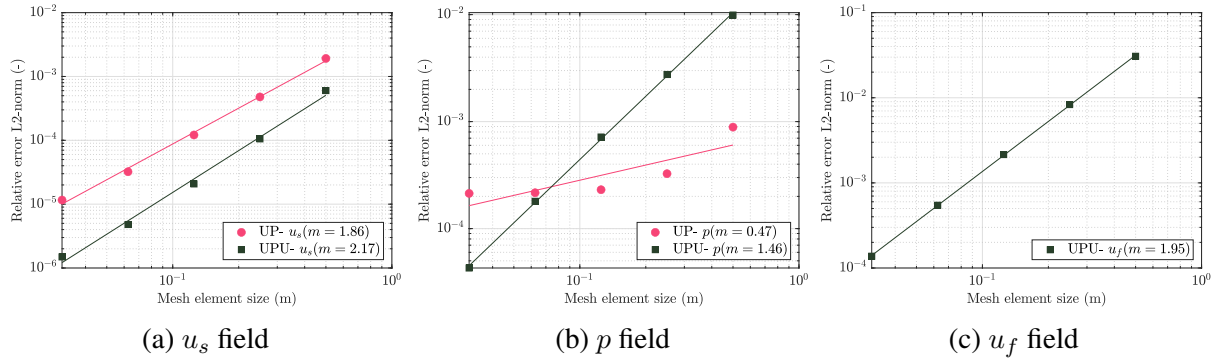 10^{-2}
10^{-3}
10^{-4}
10^{-5}
10^{-6}
Relative error L2-norm (-)
UP- u_s(m = 1.86)
UPU- u_s(m = 2.17)
10^{-1}
10^0
Mesh element size (m)
(a) u_s field
10^{-2}
10^{-4}
Relative error L2-norm (-)
UP- p(m = 0.47)
UPU- p(m = 1.46)
10^{-1}
10^0
Mesh element size (m)
(b) p field
10^{-1}
10^{-2}
10^{-3}
10^{-4}
Relative error L2-norm (-)
UPU- u_f(m = 1.95)
10^{-1}
10^0
Mesh element size (m)
(c) u_f field